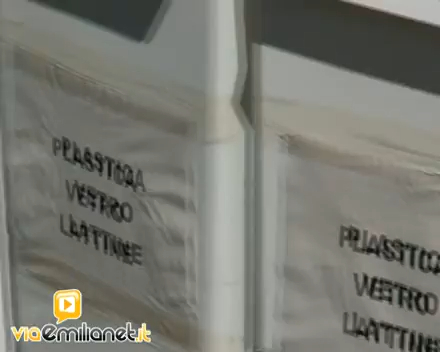 PLASTICA
VETRO
LATTINE
PLASTICA
VETRO
LATTINE
viaemilianet.it